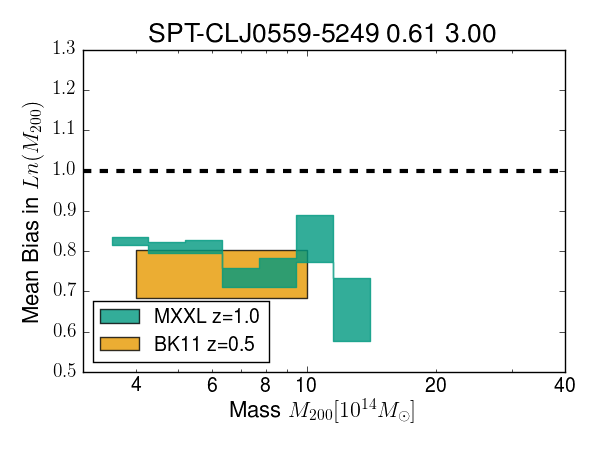 SPT-CLJ0559-5249 0.61 3.00
1.3
1.2
1.1
1.0
0.9
0.8
0.7
0.6
0.5
Mean Bias in Ln(M₂₀₀)
MXXL z=1.0
BK11 z=0.5
4 6 8 10 20 40
Mass M₂₀₀[10¹⁴M☉]